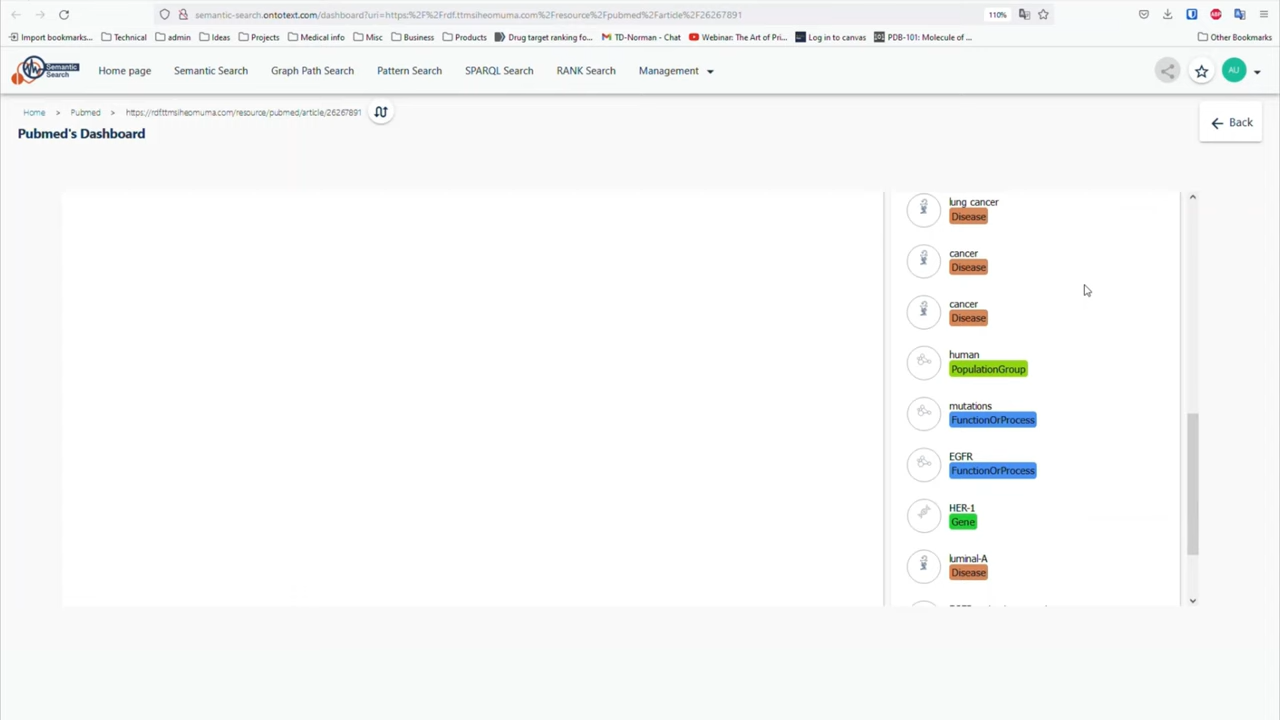 semantic-search.ontotext.com/dashboard?uri=https:%2F%2Frdf.ttmsiheomuma.com%2Fresource%2Fpubmed%2Farticle%2F26267891
110%
Import bookmarks...
Technical
admin
Ideas
Projects
Medical info
Misc
Business
Products
Drug target ranking fo...
TD-Norman - Chat
Webinar: The Art of Pri...
Log in to canvas
PDB-101: Molecule of ...
Other Bookmarks
Semantic
Search
Home page
Semantic Search
Graph Path Search
Pattern Search
SPARQL Search
RANK Search
Management
AU
Home > Pubmed > https://rdf.ttmsiheomuma.com/resource/pubmed/article/26267891
Back
Pubmed's Dashboard
lung cancer
Disease
cancer
Disease
cancer
Disease
human
PopulationGroup
mutations
FunctionOrProcess
EGFR
FunctionOrProcess
HER-1
Gene
luminal-A
Disease